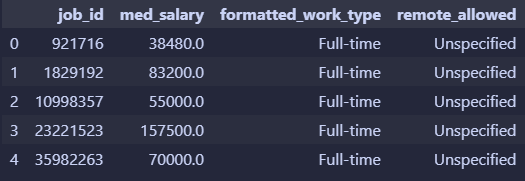 job_id med_salary formatted_work_type remote_allowed
0 921716 38480.0 Full-time Unspecified
1 1829192 83200.0 Full-time Unspecified
2 10998357 55000.0 Full-time Unspecified
3 23221523 157500.0 Full-time Unspecified
4 35982263 70000.0 Full-time Unspecified